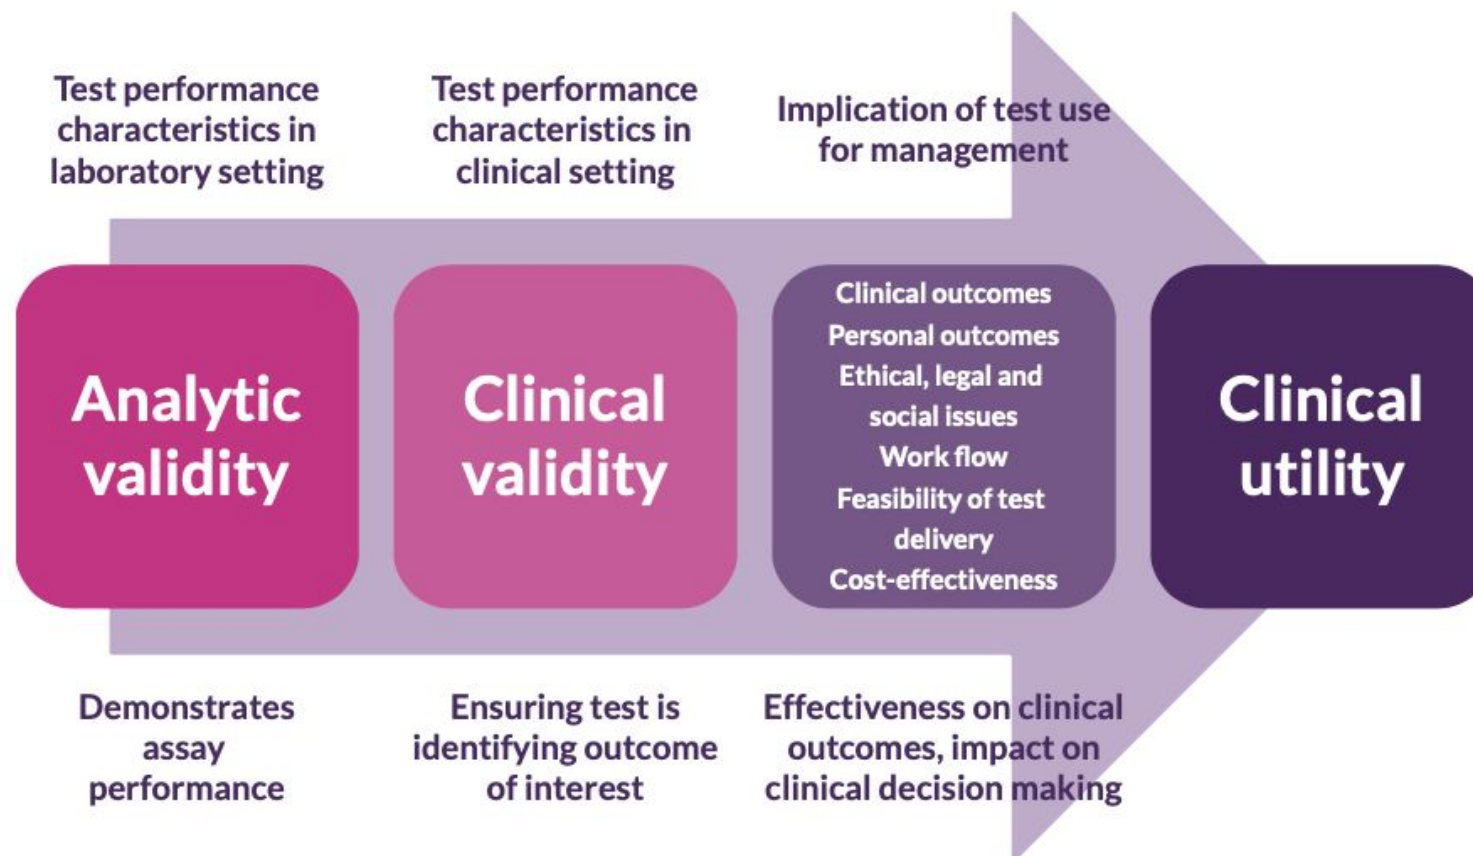 Test performance
characteristics in
laboratory setting
Test performance
characteristics in
clinical setting
Implication of test use
for management
Analytic
validity
Clinical
validity
Clinical outcomes
Personal outcomes
Ethical, legal and
social issues
Work flow
Feasibility of test
delivery
Cost-effectiveness
Clinical
utility
Demonstrates
assay
performance
Ensuring test is
identifying outcome
of interest
Effectiveness on clinical
outcomes, impact on
clinical decision making